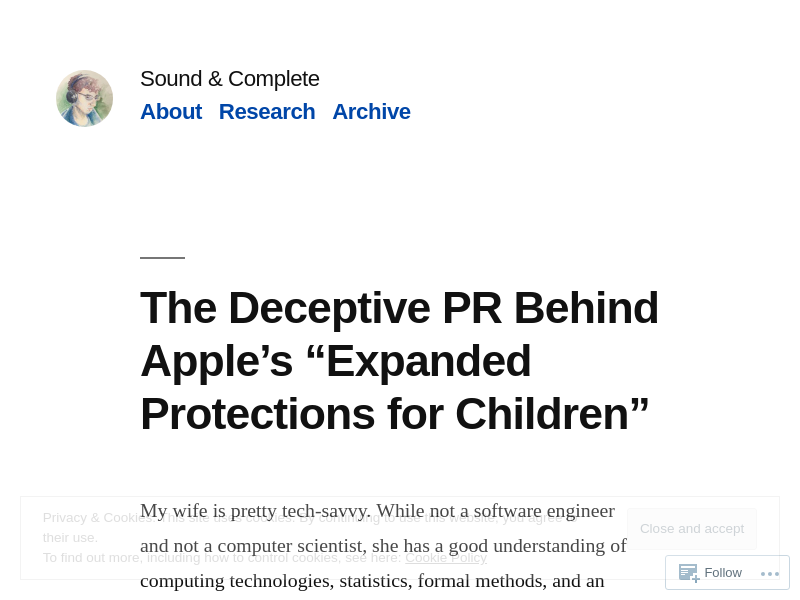 Sound & Complete
About Research Archive
The Deceptive PR Behind
Apple’s “Expanded
Protections for Children”
My wife is pretty tech-savvy. While not a software engineer
and not a computer scientist, she has a good understanding of
computing technologies, statistics, formal methods, and an
Privacy & Cookies: This site uses cookies. By continuing to use this website, you agree to
their use.
To find out more, including how to control cookies, see here: Cookie Policy
Close and accept
Follow